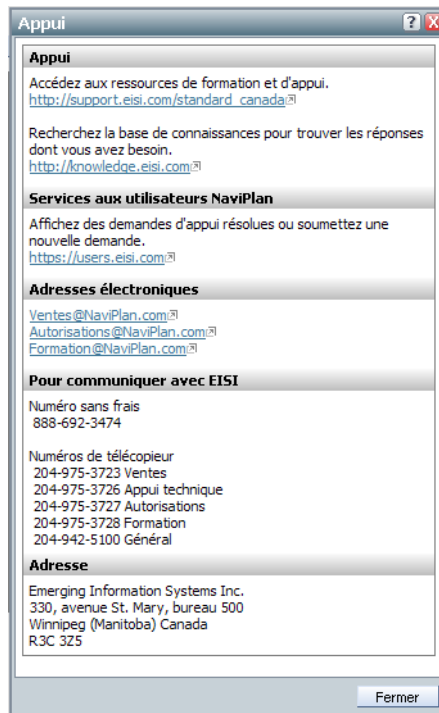 Appui
Appui
Accédez aux ressources de formation et d'appui.
http://support.eisi.com/standard_canada
Recherchez la base de connaissances pour trouver les réponses
dont vous avez besoin.
http://knowledge.eisi.com
Services aux utilisateurs NaviPlan
Affichez des demandes d'appui résolues ou soumettez une
nouvelle demande.
https://users.eisi.com
Adresses électroniques
Ventes@NaviPlan.com
Autorisations@NaviPlan.com
Formation@NaviPlan.com
Pour communiquer avec EISI
Numéro sans frais
888-692-3474
Numéros de télécopieur
204-975-3723 Ventes
204-975-3726 Appui technique
204-975-3727 Autorisations
204-975-3728 Formation
204-942-5100 Général
Adresse
Emerging Information Systems Inc.
330, avenue St. Mary, bureau 500
Winnipeg (Manitoba) Canada
R3C 3Z5
Fermer